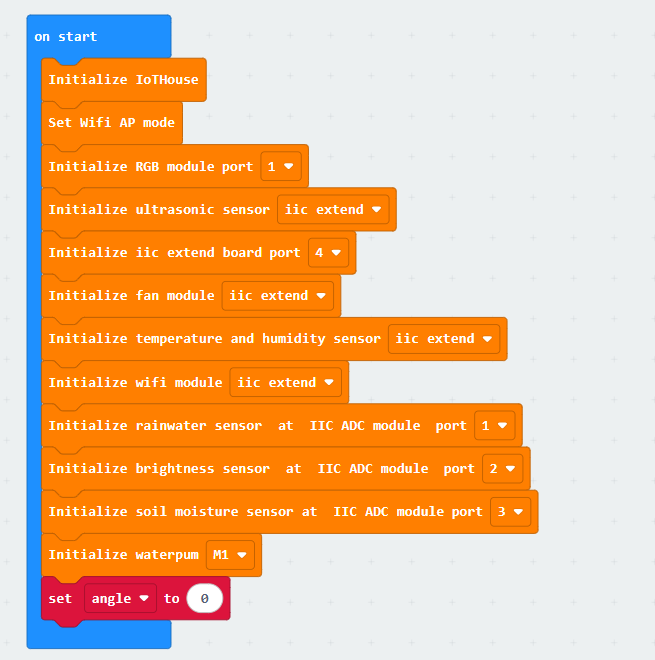 on start
Initialize IoTHouse
Set Wifi AP mode
Initialize RGB module port 1
Initialize ultrasonic sensor iic extend
Initialize iic extend board port 4
Initialize fan module iic extend
Initialize temperature and humidity sensor iic extend
Initialize wifi module iic extend
Initialize rainwater sensor at IIC ADC module port 1
Initialize brightness sensor at IIC ADC module port 2
Initialize soil moisture sensor at IIC ADC module port 3
Initialize waterpum M1
set angle to 0